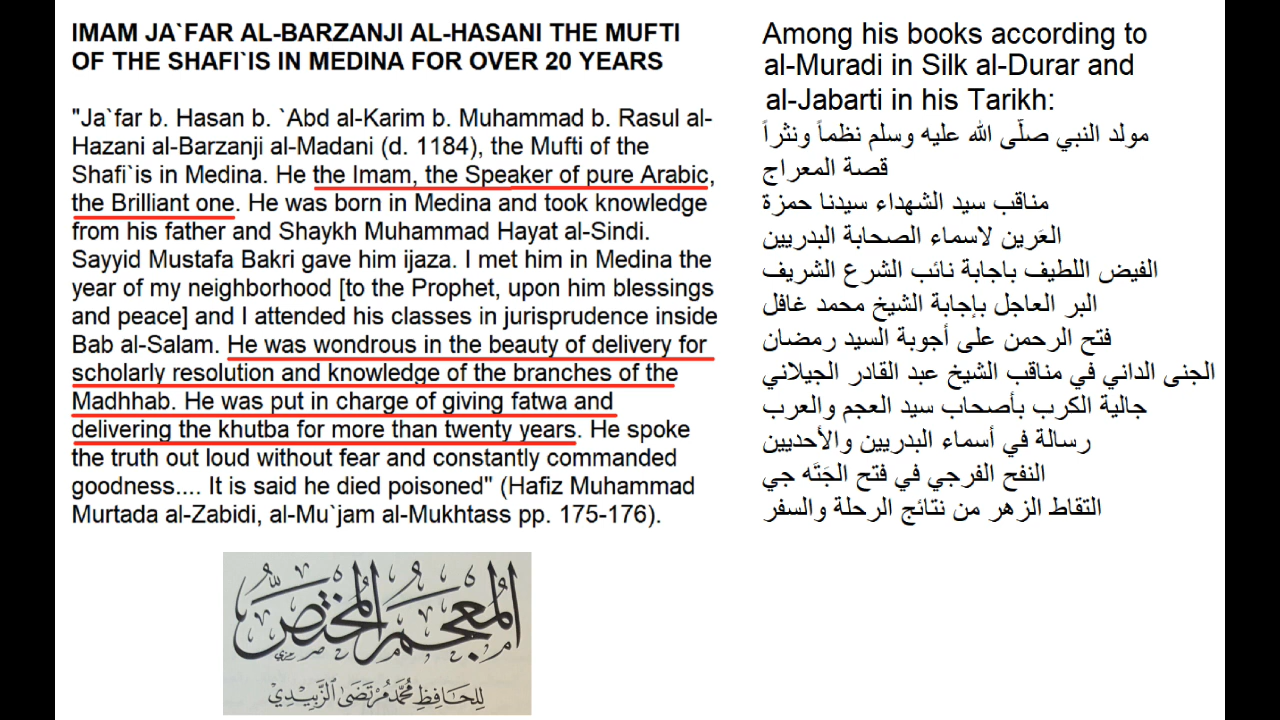 IMAM JA`FAR AL-BARZANJI AL-HASANI THE MUFTI
OF THE SHAFI`IS IN MEDINA FOR OVER 20 YEARS
"Ja`far b. Hasan b. `Abd al-Karim b. Muhammad b. Rasul al-
Hazani al-Barzanji al-Madani (d. 1184), the Mufti of the
Shafi`is in Medina. He the Imam, the Speaker of pure Arabic,
the Brilliant one. He was born in Medina and took knowledge
from his father and Shaykh Muhammad Hayat al-Sindi.
Sayyid Mustafa Bakri gave him ijaza. I met him in Medina the
year of my neighborhood [to the Prophet, upon him blessings
and peace] and I attended his classes in jurisprudence inside
Bab al-Salam. He was wondrous in the beauty of delivery for
scholarly resolution and knowledge of the branches of the
Madhhab. He was put in charge of giving fatwa and
delivering the khutba for more than twenty years. He spoke
the truth out loud without fear and constantly commanded
goodness.... It is said he died poisoned" (Hafiz Muhammad
Murtada al-Zabidi, al-Mu`jam al-Mukhtass pp. 175-176).
المُعْجَم المُخْتَصّ
لِلحَافِظِ مُحَمَّد مُرْتَضَىٰ الزَّبِيْدِيْ
Among his books according to
al-Muradi in Silk al-Durar and
al-Jabarti in his Tarikh:
مولد النبي صلّى الله عليه وسلم نظماً ونثراً
قصة المعراج
مناقب سيد الشهداء سيدنا حمزة
العَرين لاسماء الصحابة البدريين
الفيض اللطيف باجابة نائب الشرع الشريف
البر العاجل بإجابة الشيخ محمد غافل
فتح الرحمن على أجوبة السيد رمضان
الجنى الداني في مناقب الشيخ عبد القادر الجيلاني
جالية الكرب بأصحاب سيد العجم والعرب
رسالة في أسماء البدريين والأحديين
النفح الفرجي في فتح الجَتَه جي
التقاط الزهر من نتائج الرحلة والسفر